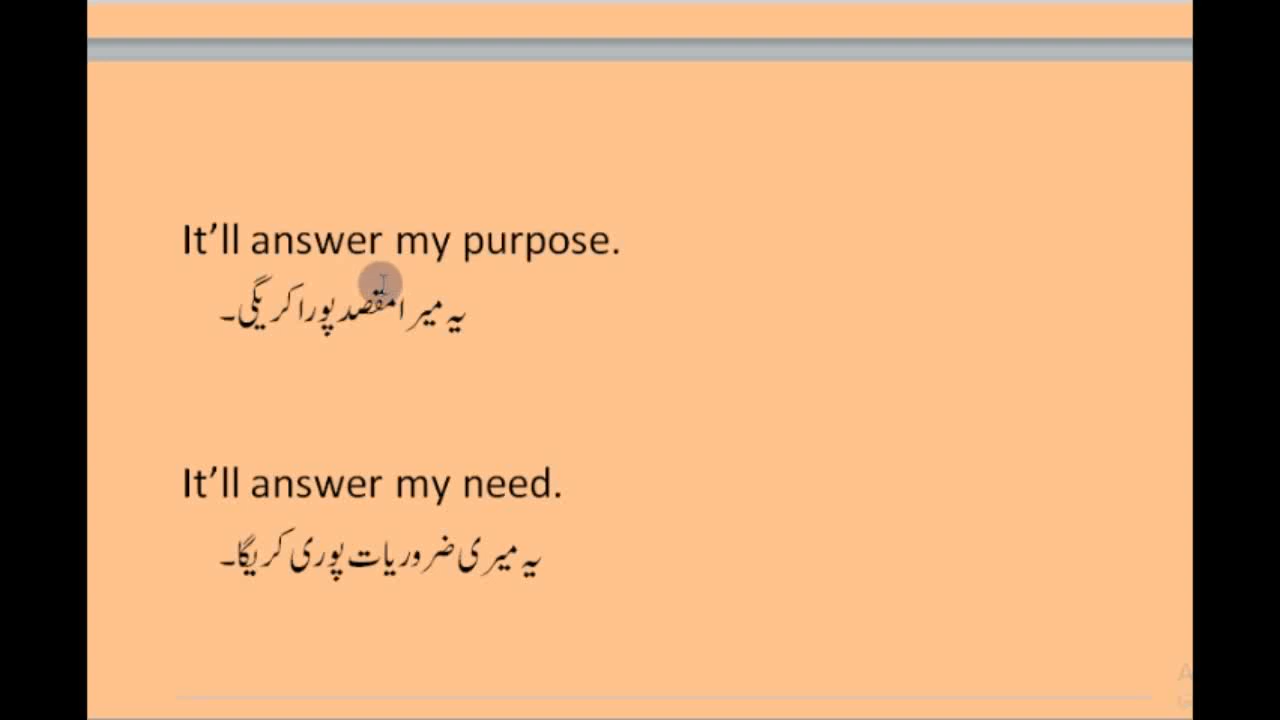 It’ll answer my purpose.
یہ میرا مقصد پورا کریگی۔
It’ll answer my need.
یہ میری ضروریات پوری کریگا۔